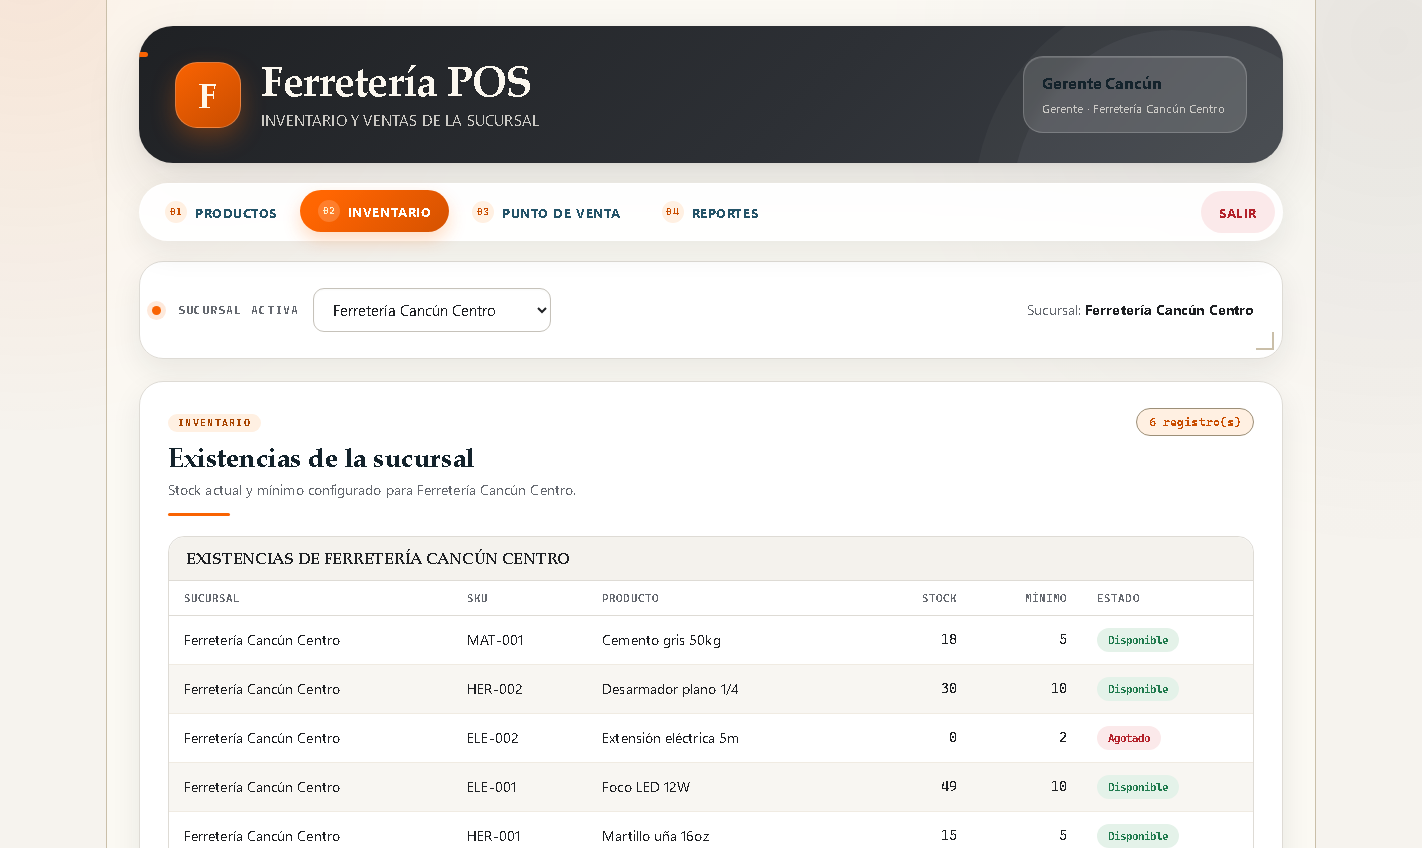 F
Ferretería POS
INVENTARIO Y VENTAS DE LA SUCURSAL
Gerente Cancún
Gerente · Ferretería Cancún Centro
01 PRODUCTOS 02 INVENTARIO 03 PUNTO DE VENTA 04 REPORTES SALIR
SUCURSAL ACTIVA Ferretería Cancún Centro Sucursal: Ferretería Cancún Centro
INVENTARIO 6 registro(s)
Existencias de la sucursal
Stock actual y mínimo configurado para Ferretería Cancún Centro.
EXISTENCIAS DE FERRETERÍA CANCÚN CENTRO
SUCURSAL SKU PRODUCTO STOCK MÍNIMO ESTADO
Ferretería Cancún Centro MAT-001 Cemento gris 50kg 18 5 Disponible
Ferretería Cancún Centro HER-002 Desarmador plano 1/4 30 10 Disponible
Ferretería Cancún Centro ELE-002 Extensión eléctrica 5m 0 2 Agotado
Ferretería Cancún Centro ELE-001 Foco LED 12W 49 10 Disponible
Ferretería Cancún Centro HER-001 Martillo uña 16oz 15 5 Disponible